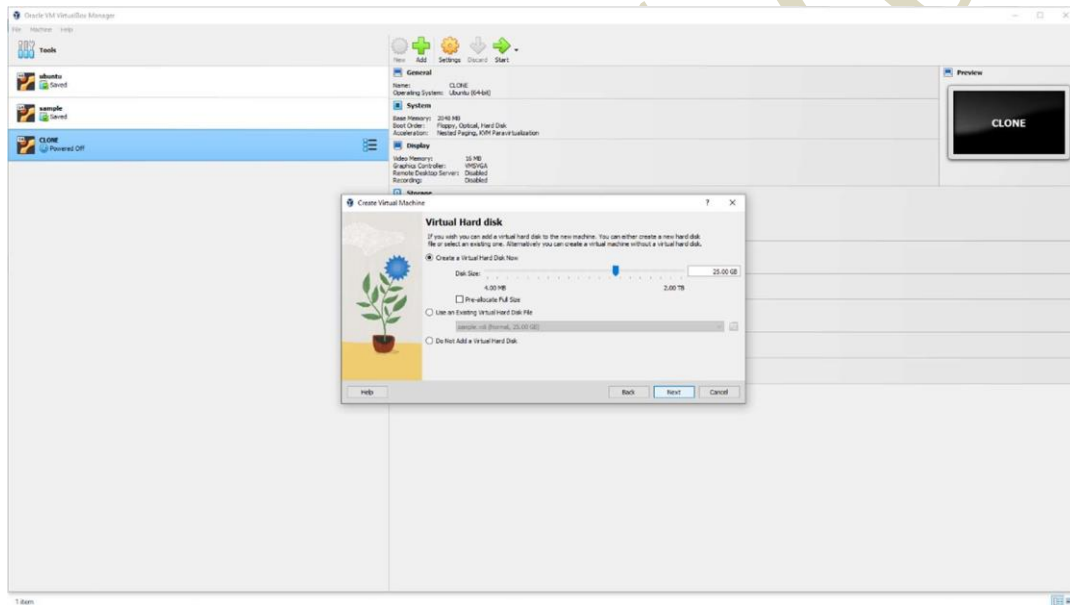 Oracle VM VirtualBox Manager
File Machine Help
Tools
ubuntu
Saved
sample
Saved
CLONE
Powered Off
New Add Settings Discard Start
General
Name: CLONE
Operating System: Ubuntu (64-bit)
System
Base Memory: 2048 MB
Boot Order: Floppy, Optical, Hard Disk
Acceleration: Nested Paging, KVM Paravirtualization
Display
Video Memory: 16 MB
Graphics Controller: VMSVGA
Remote Desktop Server: Disabled
Recording: Disabled
Storage
Preview
CLONE
Create Virtual Machine
? X
Virtual Hard disk
If you wish you can add a virtual hard disk to the new machine. You can either create a new hard disk
file or select an existing one. Alternatively you can create a virtual machine without a virtual hard disk.
Create a Virtual Hard Disk Now
Disk Size: 25.00 GB
4.00 MB 2.00 TB
Pre-allocate Full Size
Use an Existing Virtual Hard Disk File
sample.vdi (Normal, 25.00 GB)
Do Not Add a Virtual Hard Disk
Help Back Next Cancel
1 item